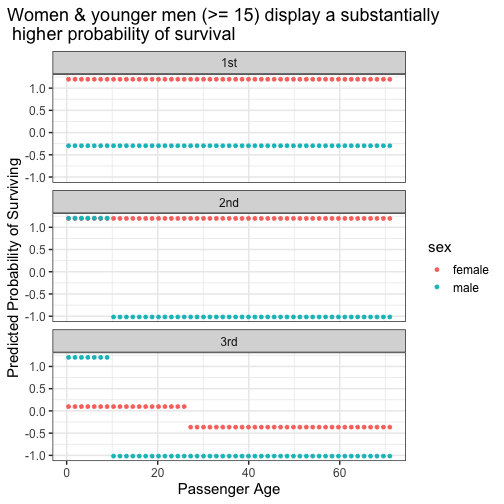 Women & younger men (>= 15) display a substantially
higher probability of survival
1st
1.0
0.5
0.0
-0.5
-1.0
2nd
1.0
0.5
0.0
-0.5
-1.0
3rd
1.0
0.5
0.0
-0.5
-1.0
0 20 40 60
Passenger Age
Predicted Probability of Surviving
sex
female
male